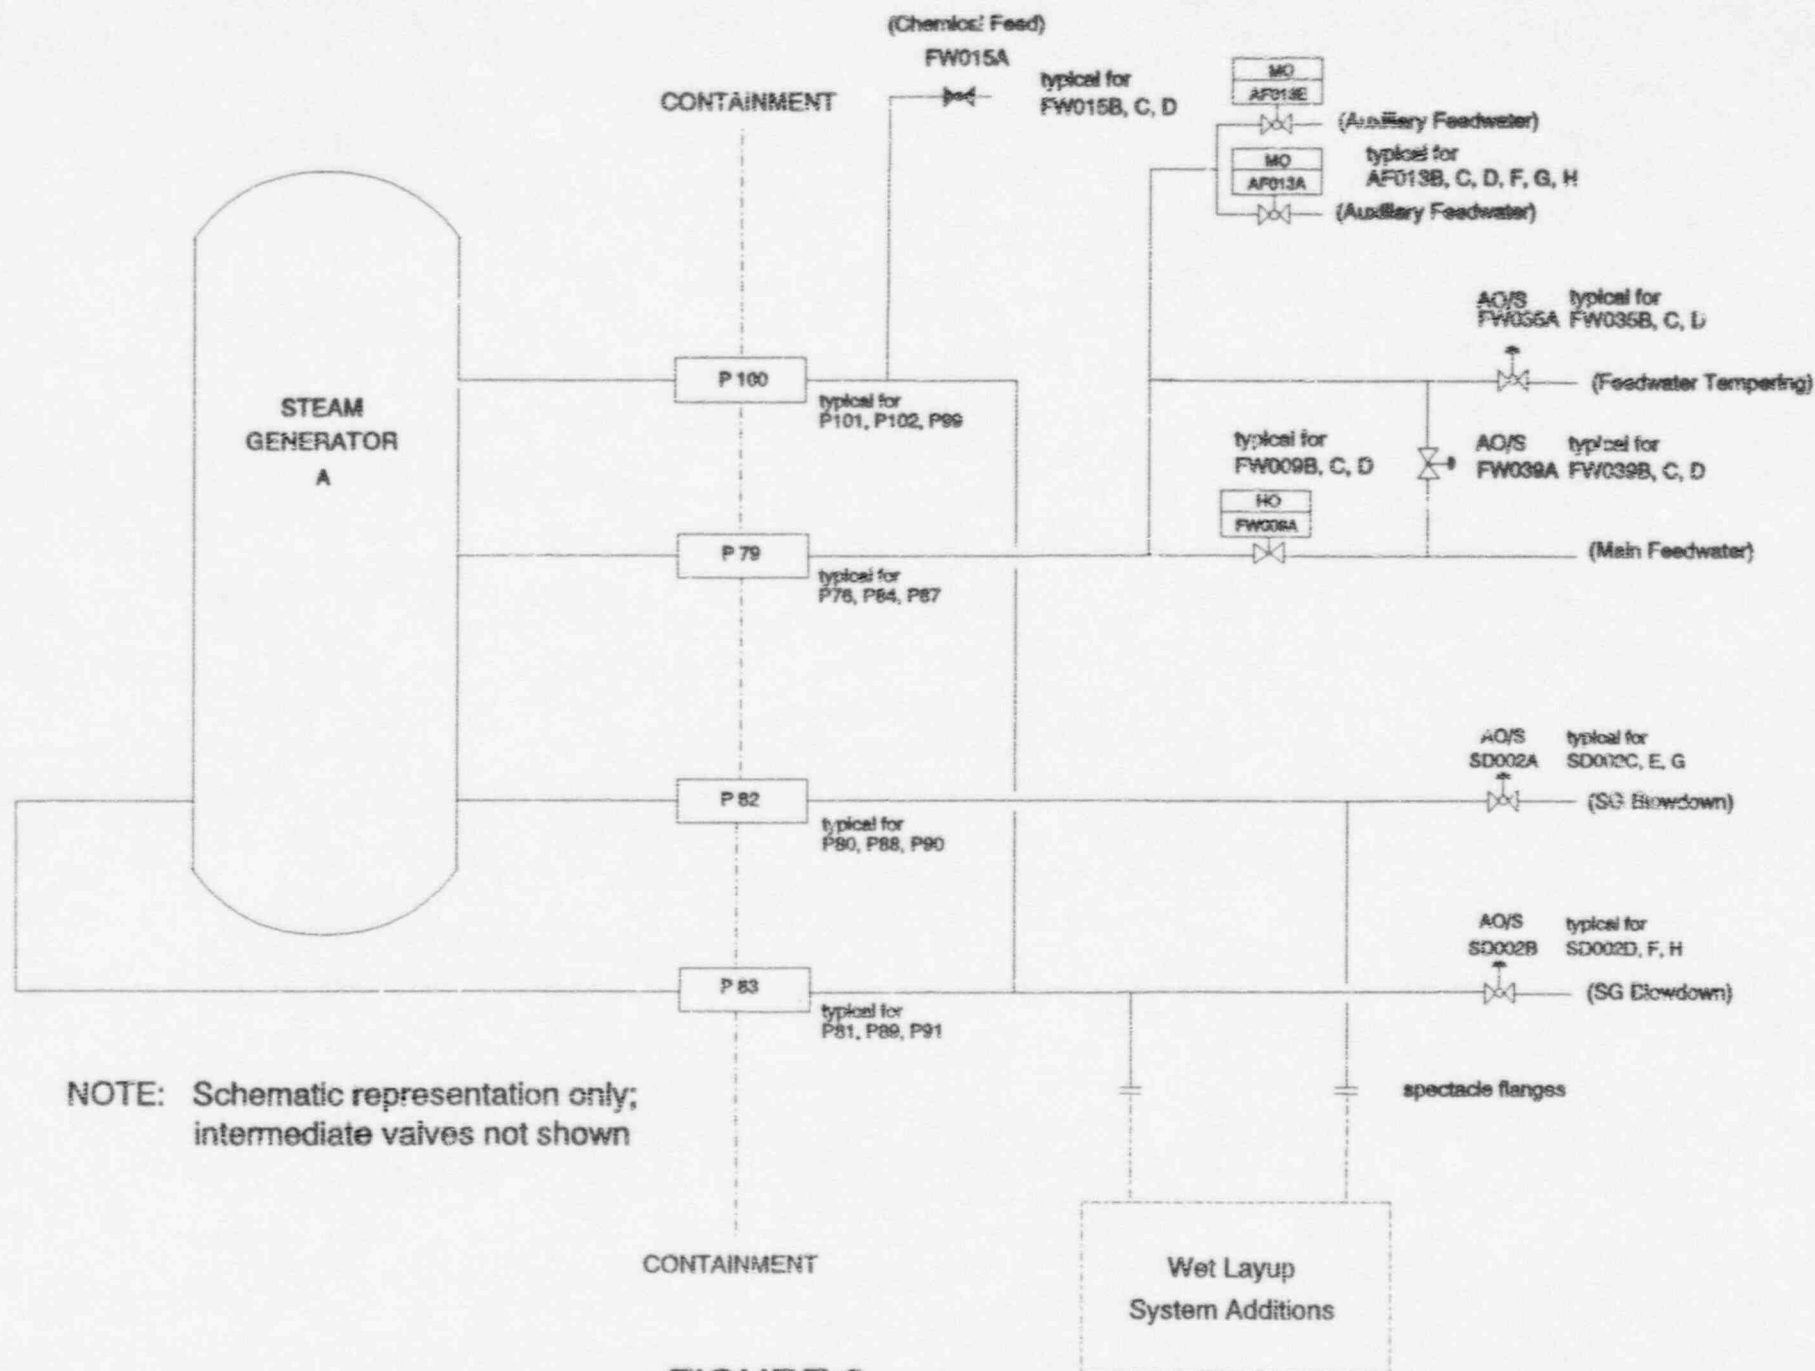 (Chemical Feed)
FW015A
typical for
FW015B, C, D
CONTAINMENT
MO
AF013E
(Auxiliary Feedwater)
MO
AF013A
typical for
AF013B, C, D, F, G, H
(Auxiliary Feedwater)
AO/S
FW035A
typical for
FW035B, C, D
(Feedwater Tempering)
STEAM
GENERATOR
A
P 100
typical for
P101, P102, P99
typical for
FW009B, C, D
HO
FW009A
AO/S
FW039A
typical for
FW039B, C, D
(Main Feedwater)
P 79
typical for
P76, P84, P87
AO/S
SD002A
typical for
SD002C, E, G
(SG Blowdown)
P 82
typical for
P80, P88, P90
AO/S
SD002B
typical for
SD002D, F, H
(SG Blowdown)
P 83
typical for
P81, P89, P91
NOTE: Schematic representation only;
intermediate valves not shown
spectacle flanges
CONTAINMENT
Wet Layup
System Additions